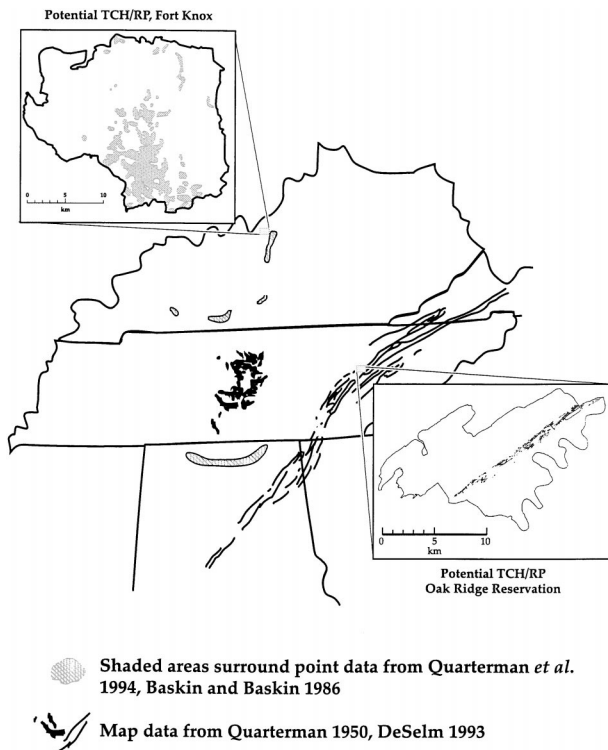 Potential TCH/RP, Fort Knox
0 5 10
km
0 5 10
km
Potential TCH/RP
Oak Ridge Reservation
Shaded areas surround point data from Quarterman et al.
1994, Baskin and Baskin 1986
Map data from Quarterman 1950, DeSelm 1993